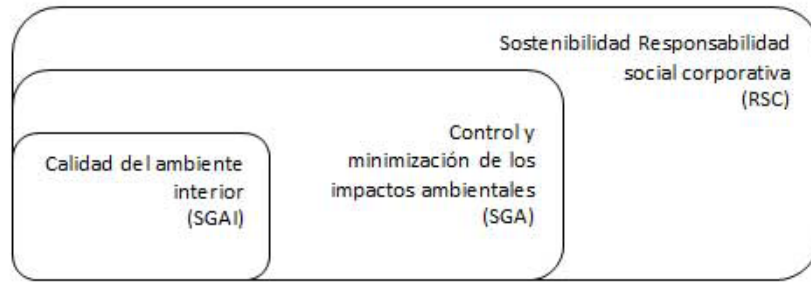 Sostenibilidad Responsabilidad
social corporativa
(RSC)
Control y
minimización de los
impactos ambientales
(SGA)
Calidad del ambiente
interior
(SGAI)